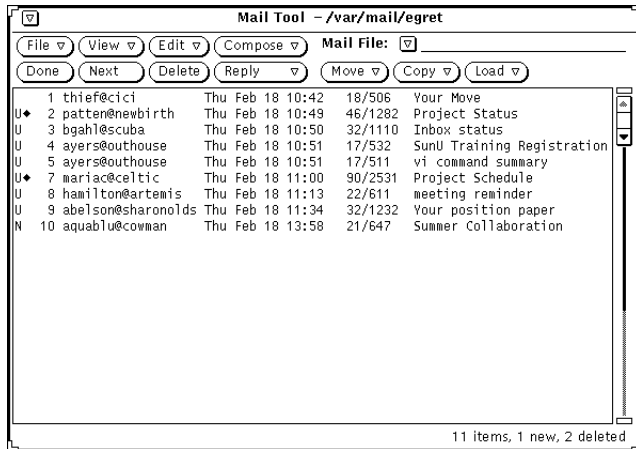 Mail Tool - /var/mail/egret
File View Edit Compose Mail File:
Done Next Delete Reply Move Copy Load
1 thief@cici Thu Feb 18 10:42 18/506 Your Move
U◆ 2 patten@newbirth Thu Feb 18 10:49 46/1282 Project Status
U 3 bgahl@scuba Thu Feb 18 10:50 32/1110 Inbox status
U 4 ayers@outhouse Thu Feb 18 10:51 17/532 SunU Training Registration
U 5 ayers@outhouse Thu Feb 18 10:51 17/511 vi command summary
U◆ 7 mariac@celtic Thu Feb 18 11:00 90/2531 Project Schedule
U 8 hamilton@artemis Thu Feb 18 11:13 22/611 meeting reminder
U 9 abelson@sharonolds Thu Feb 18 11:34 32/1232 Your position paper
N 10 aquablu@cowman Thu Feb 18 13:58 21/647 Summer Collaboration
11 items, 1 new, 2 deleted